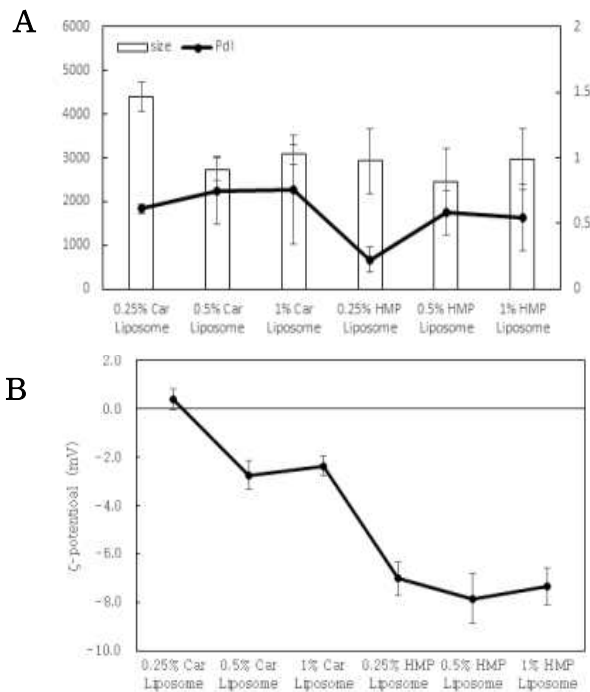 A
6000
5000
4000
3000
2000
1000
0
2
1.5
1
0.5
0
size PdI
0.25% Car 0.5% Car 1% Car 0.25% HMP 0.5% HMP 1% HMP
Liposome Liposome Liposome Liposome Liposome Liposome
B
2.0
0.0
-2.0
-4.0
-6.0
-8.0
-10.0
ζ-potentioal (mV)
0.25% Car 0.5% Car 1% Car 0.25% HMP 0.5% HMP 1% HMP
Liposome Liposome Liposome Liposome Liposome Liposome